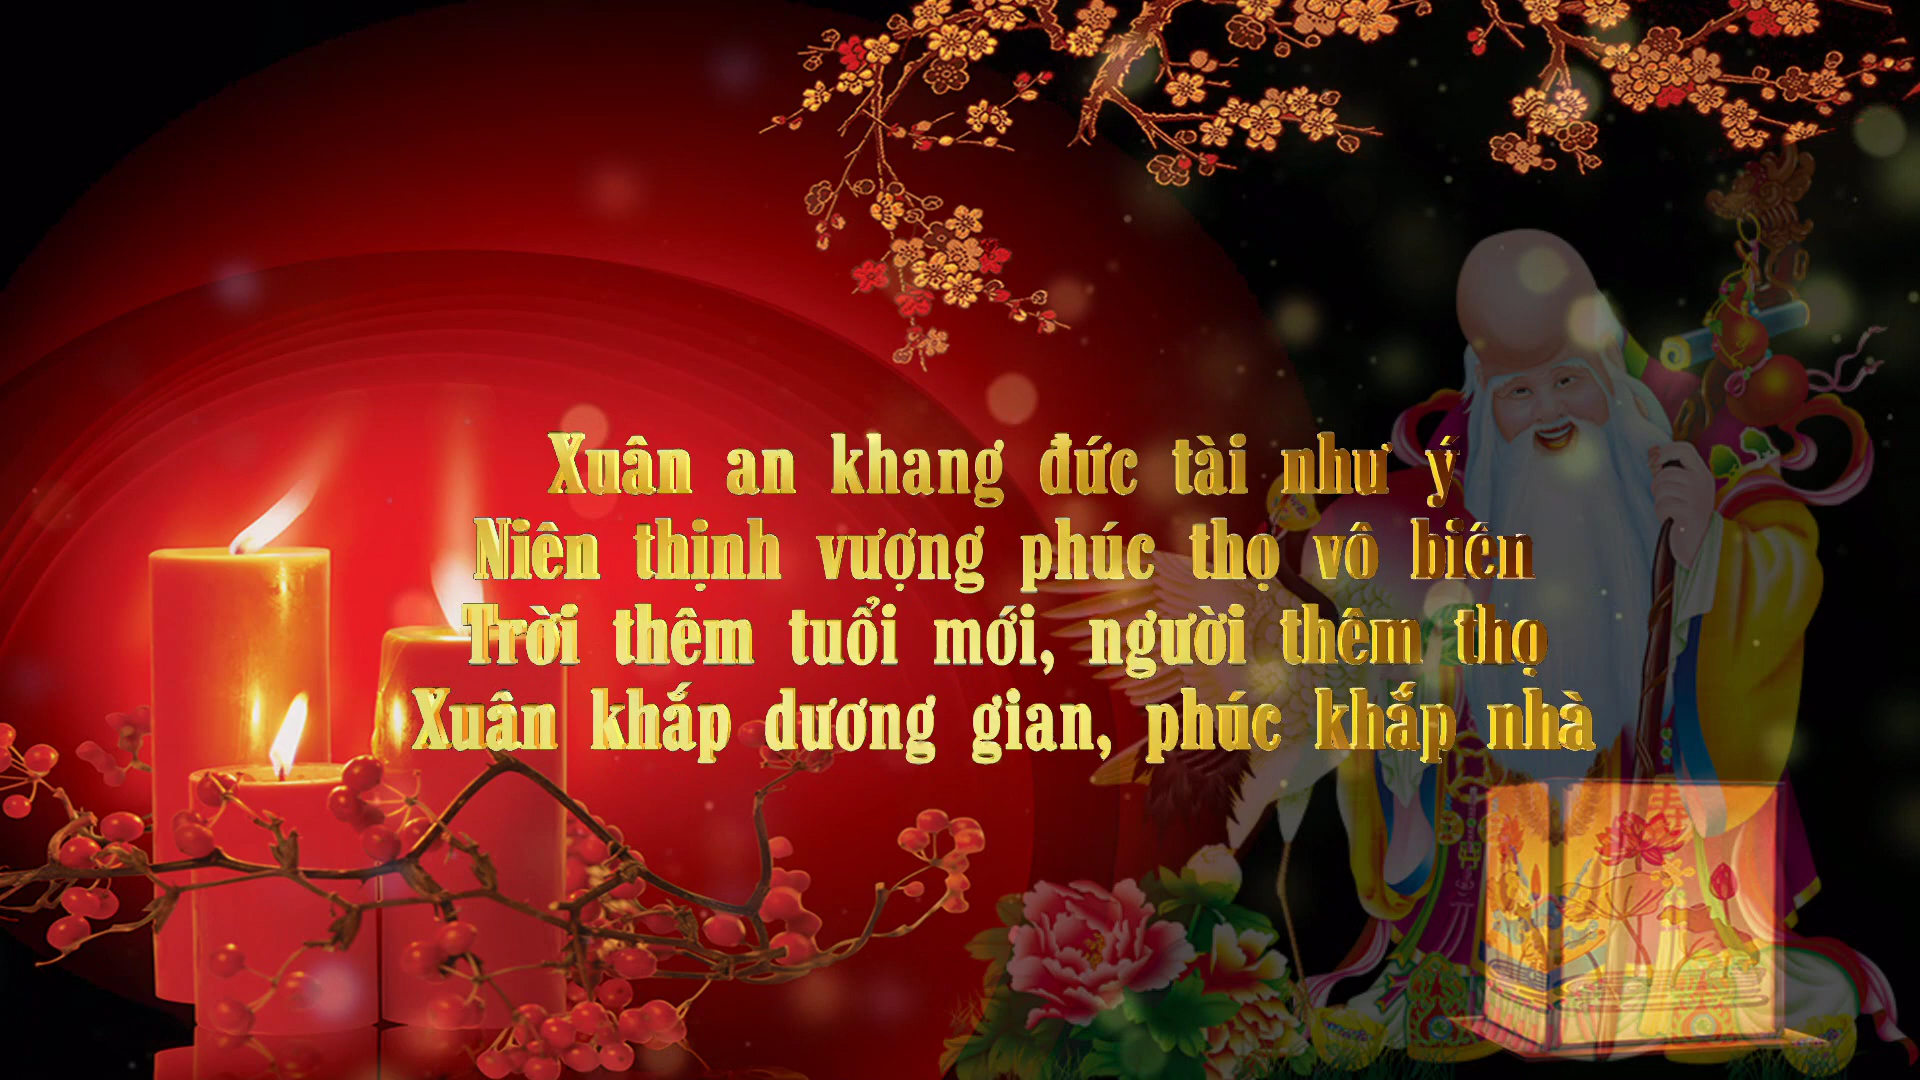 Xuân an khang đức tài như ý
Niên thịnh vượng phúc thọ vô biên
Trời thêm tuổi mới, người thêm thọ
Xuân khắp dương gian, phúc khắp nhà